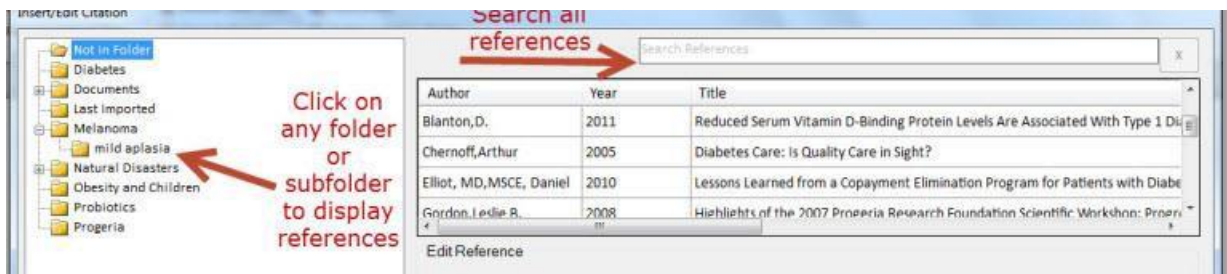 Insert/Edit Citation
Search all
references
Search References
x
Not In Folder
Diabetes
Documents
Last Imported
Melanoma
mild aplasia
Natural Disasters
Obesity and Children
Probiotics
Progeria
Click on
any folder
or
subfolder
to display
references
Author Year Title
Blanton,D. 2011 Reduced Serum Vitamin D-Binding Protein Levels Are Associated With Type 1 Di
Chernoff,Arthur 2005 Diabetes Care: Is Quality Care in Sight?
Elliot, MD,MSCE, Daniel 2010 Lessons Learned from a Copayment Elimination Program for Patients with Diabe
Gordon,Leslie B. 2008 Highlights of the 2007 Progeria Research Foundation Scientific Workshop: Progr
Edit Reference